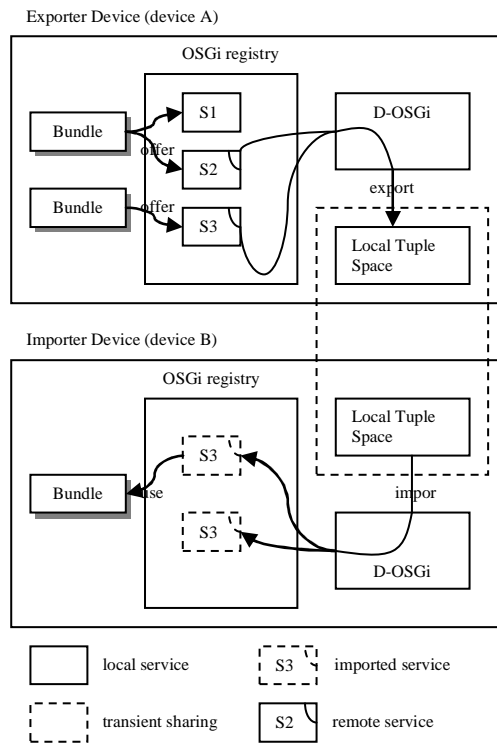 Exporter Device (device A)
OSGi registry
Bundle
S1
D-OSGi
offer
S2
export
Bundle
offer
S3
Local Tuple
Space
Importer Device (device B)
OSGi registry
Local Tuple
Space
S3
Bundle
use
impor
S3
D-OSGi
local service
S3
imported service
transient sharing
S2
remote service